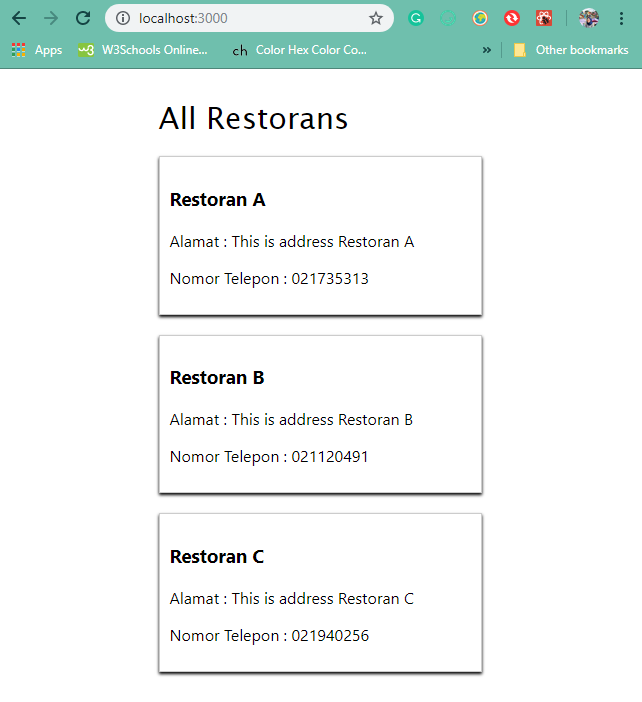 localhost:3000
Apps
W3 W3Schools Online...
ch Color Hex Color Co...
» Other bookmarks
All Restorans
Restoran A
Alamat : This is address Restoran A
Nomor Telepon : 021735313
Restoran B
Alamat : This is address Restoran B
Nomor Telepon : 021120491
Restoran C
Alamat : This is address Restoran C
Nomor Telepon : 021940256